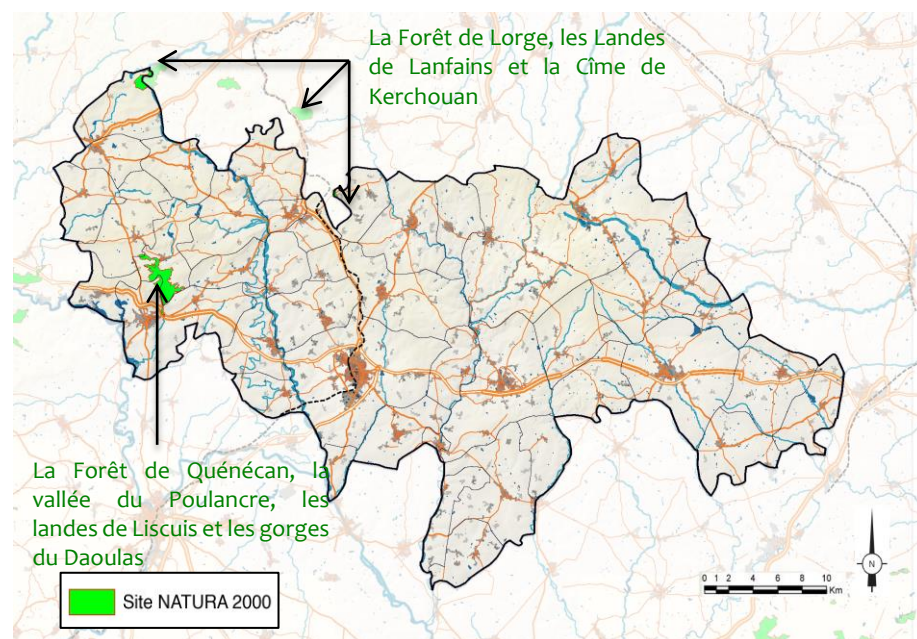 La Forêt de Lorge, les Landes
de Lanfains et la Cîme de
Kerchouan
La Forêt de Quénécan, la
vallée du Poulancre, les
landes de Liscuis et les gorges
du Daoulas
Site NATURA 2000
N
0 1 2 4 6 8 10
Km